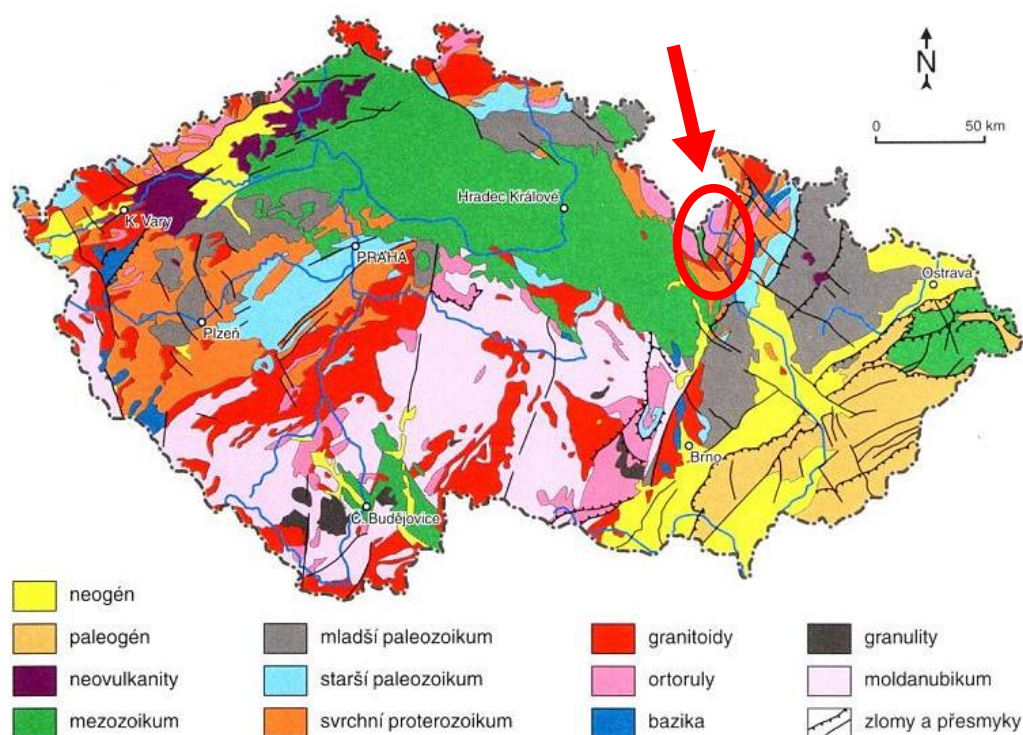 N
0 50 km
Hradec Králové
K. Vary
PRAHA
Ostrava
Plzeň
Brno
Č. Budějovice
neogén
paleogén
neovulkanity
mezozoikum
mladší paleozoikum
starší paleozoikum
svrchní proterozoikum
granitoidy
ortoruly
bazika
granulity
moldanubikum
zlomy a přesmyky